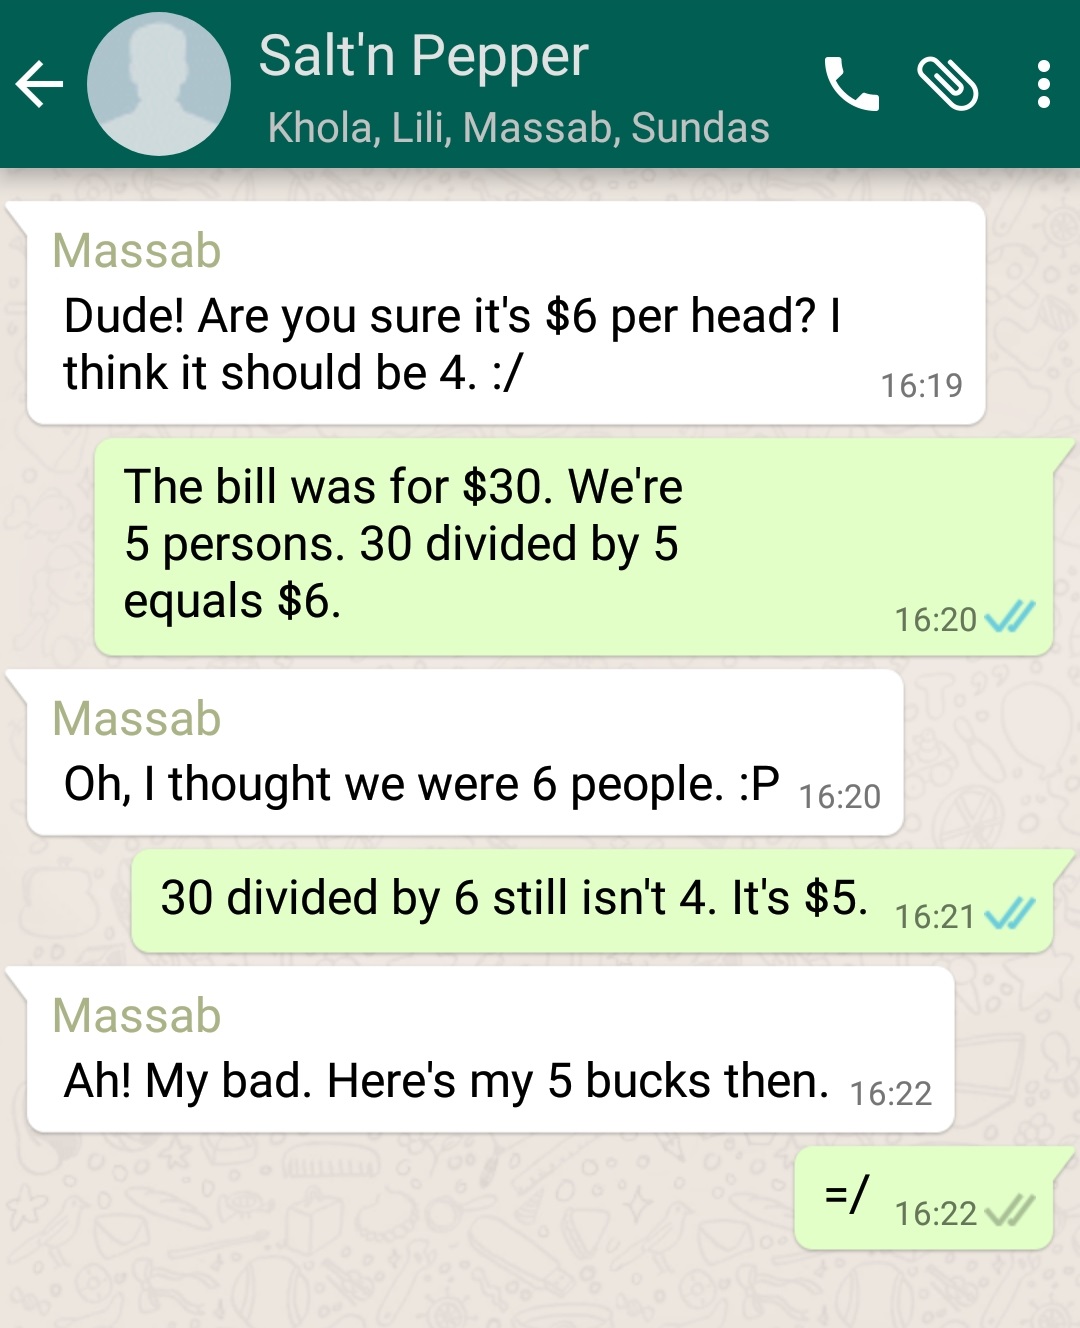 Salt'n Pepper
Khola, Lili, Massab, Sundas
Massab
Dude! Are you sure it's $6 per head? I
think it should be 4. :/
16:19
The bill was for $30. We're
5 persons. 30 divided by 5
equals $6.
16:20
Massab
Oh, I thought we were 6 people. :P 16:20
30 divided by 6 still isn't 4. It's $5. 16:21
Massab
Ah! My bad. Here's my 5 bucks then. 16:22
=/ 16:22